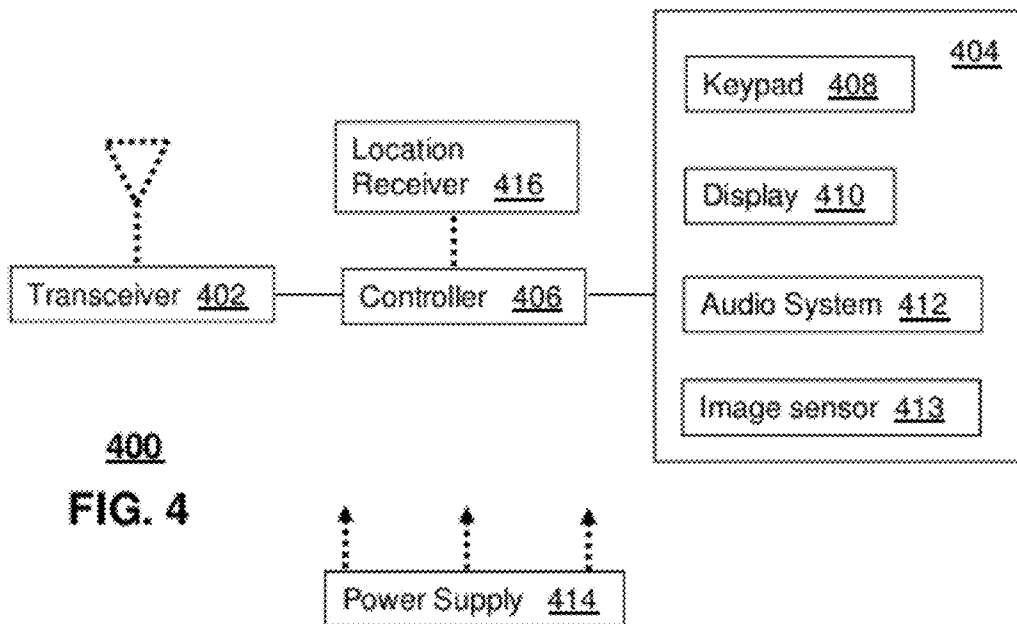 404
Keypad 408
Location
Receiver 416
Display 410
Transceiver 402
Controller 406
Audio System 412
Image sensor 413
400
FIG. 4
Power Supply 414